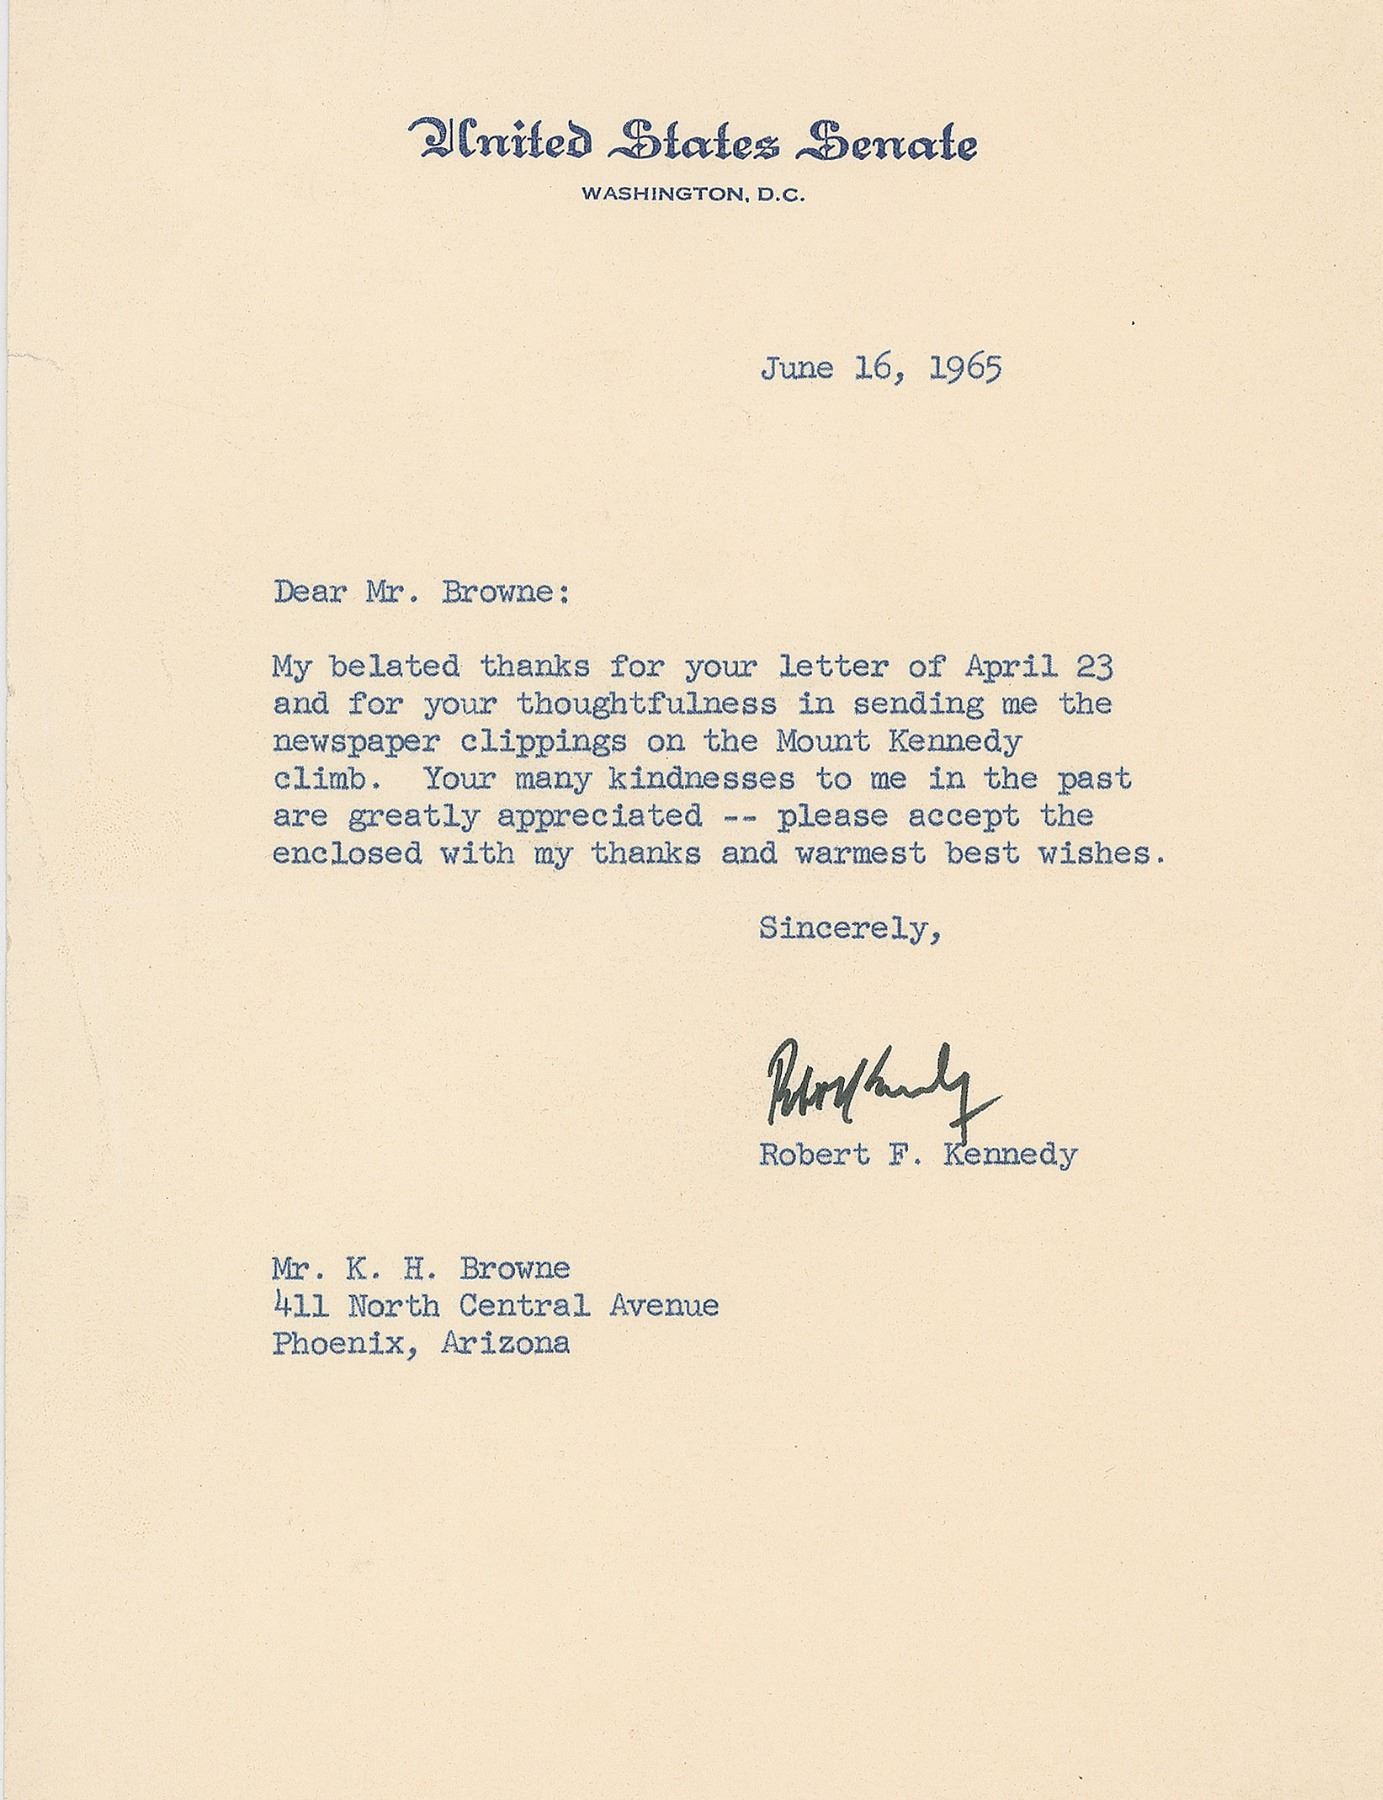 United States Senate
WASHINGTON, D.C.
June 16, 1965
Dear Mr. Browne:
My belated thanks for your letter of April 23
and for your thoughtfulness in sending me the
newspaper clippings on the Mount Kennedy
climb.  Your many kindnesses to me in the past
are greatly appreciated -- please accept the
enclosed with my thanks and warmest best wishes.
Sincerely,
Robert Kennedy
Robert F. Kennedy
Mr. K. H. Browne
411 North Central Avenue
Phoenix, Arizona